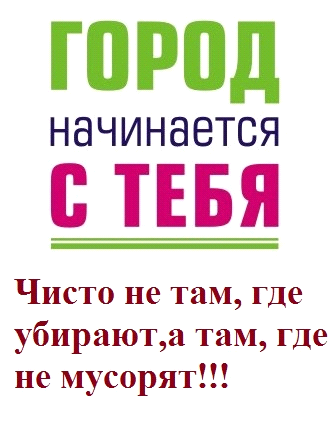 ГОРОД
начинается
С ТЕБЯ
Чисто не там, где
убирают,а там, где
не мусорят!!!